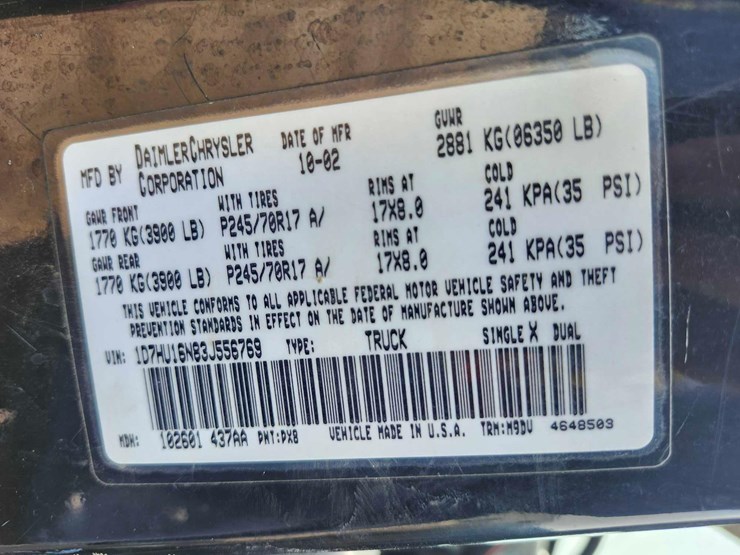 MFD BY DAIMLERCHRYSLER CORPORATION DATE OF MFR 10-02 GVWR 2881 KG(06350 LB)
GAWR FRONT WITH TIRES RIMS AT COLD
1770 KG(3900 LB) P245/70R17 A/ 17X8.0 241 KPA(35 PSI)
GAWR REAR WITH TIRES RIMS AT COLD
1770 KG(3900 LB) P245/70R17 A/ 17X8.0 241 KPA(35 PSI)
THIS VEHICLE CONFORMS TO ALL APPLICABLE FEDERAL MOTOR VEHICLE SAFETY AND THEFT
PREVENTION STANDARDS IN EFFECT ON THE DATE OF MANUFACTURE SHOWN ABOVE.
VIN: 1D7HU16N83J556769 TYPE: TRUCK SINGLE X DUAL
MDH: 102601 437AA PNT:PX8 VEHICLE MADE IN U.S.A. TRM:M9DV 4648503